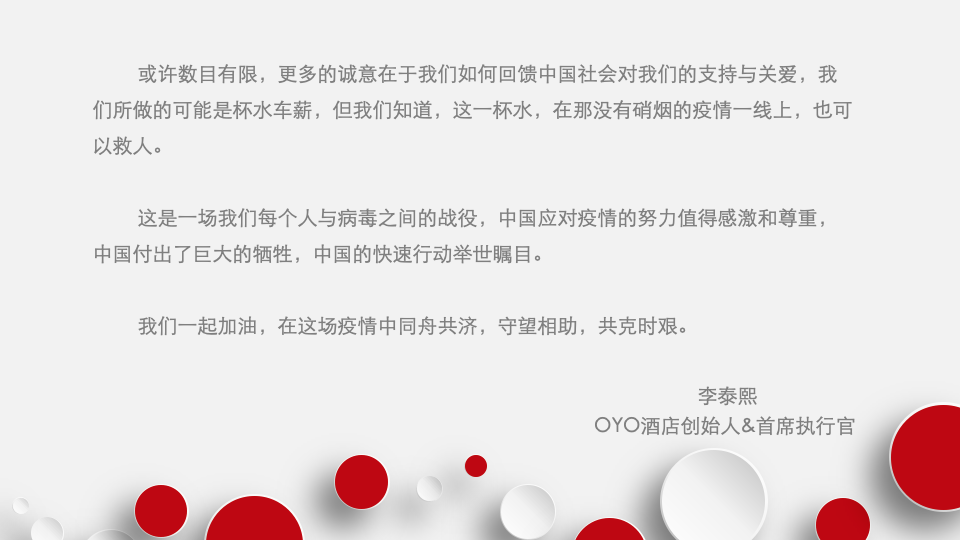 或许数目有限，更多的诚意在于我们如何回馈中国社会对我们的支持与关爱，我
们所做的可能是杯水车薪，但我们知道，这一杯水，在那没有硝烟的疫情一线上，也可
以救人。
这是一场我们每个人与病毒之间的战役，中国应对疫情的努力值得感激和尊重，
中国付出了巨大的牺牲，中国的快速行动举世瞩目。
我们一起加油，在这场疫情中同舟共济，守望相助，共克时艰。
李泰熙
OYO酒店创始人&首席执行官